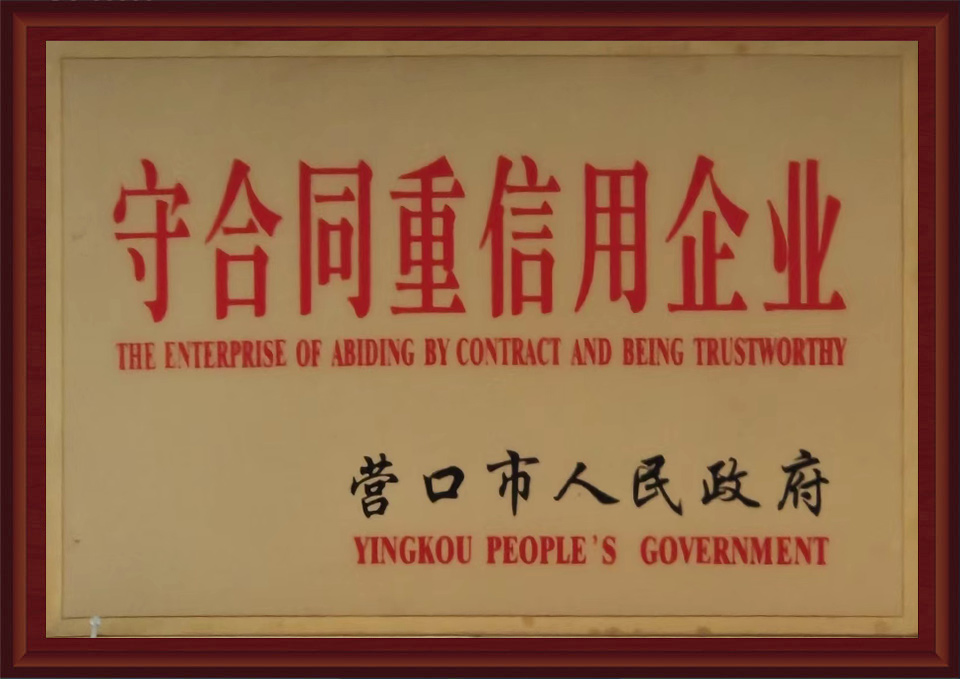 守合同重信用企业
THE ENTERPRISE OF ABIDING BY CONTRACT AND BEING TRUSTWORTHY
营口市人民政府
YINGKOU PEOPLE'S GOVERNMENT